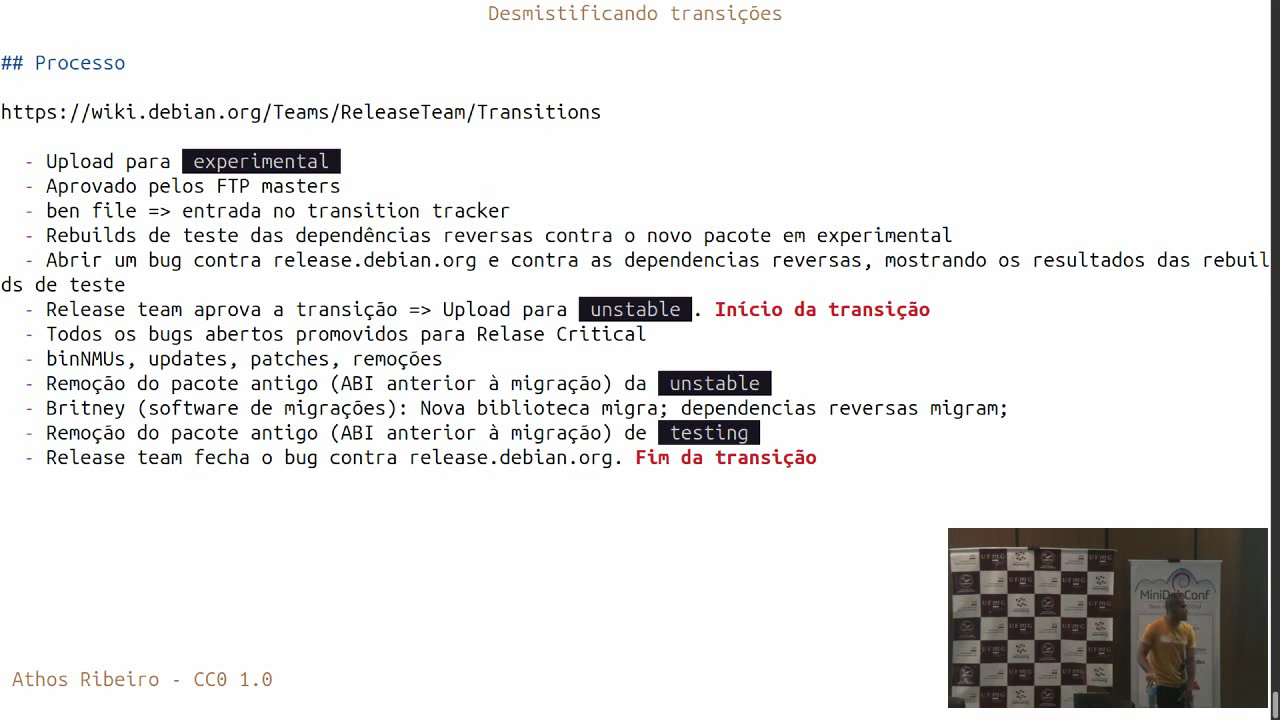 Desmistificando transições
## Processo
https://wiki.debian.org/Teams/ReleaseTeam/Transitions
- Upload para experimental
- Aprovado pelos FTP masters
- ben file => entrada no transition tracker
- Rebuilds de teste das dependências reversas contra o novo pacote em experimental
- Abrir um bug contra release.debian.org e contra as dependencias reversas, mostrando os resultados das rebuil
ds de teste
- Release team aprova a transição => Upload para unstable . Início da transição
- Todos os bugs abertos promovidos para Relase Critical
- binNMUs, updates, patches, remoções
- Remoção do pacote antigo (ABI anterior à migração) da unstable
- Britney (software de migrações): Nova biblioteca migra; dependencias reversas migram;
- Remoção do pacote antigo (ABI anterior à migração) de testing
- Release team fecha o bug contra release.debian.org. Fim da transição
MiniDebConf
Athos Ribeiro - CC0 1.0